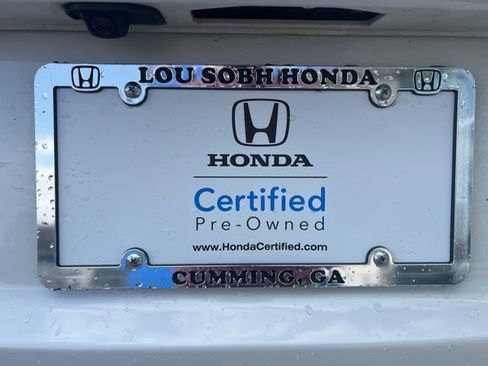 LOU SOBH HONDA
HONDA
Certified
Pre-Owned
www.HondaCertified.com
CUMMING, GA